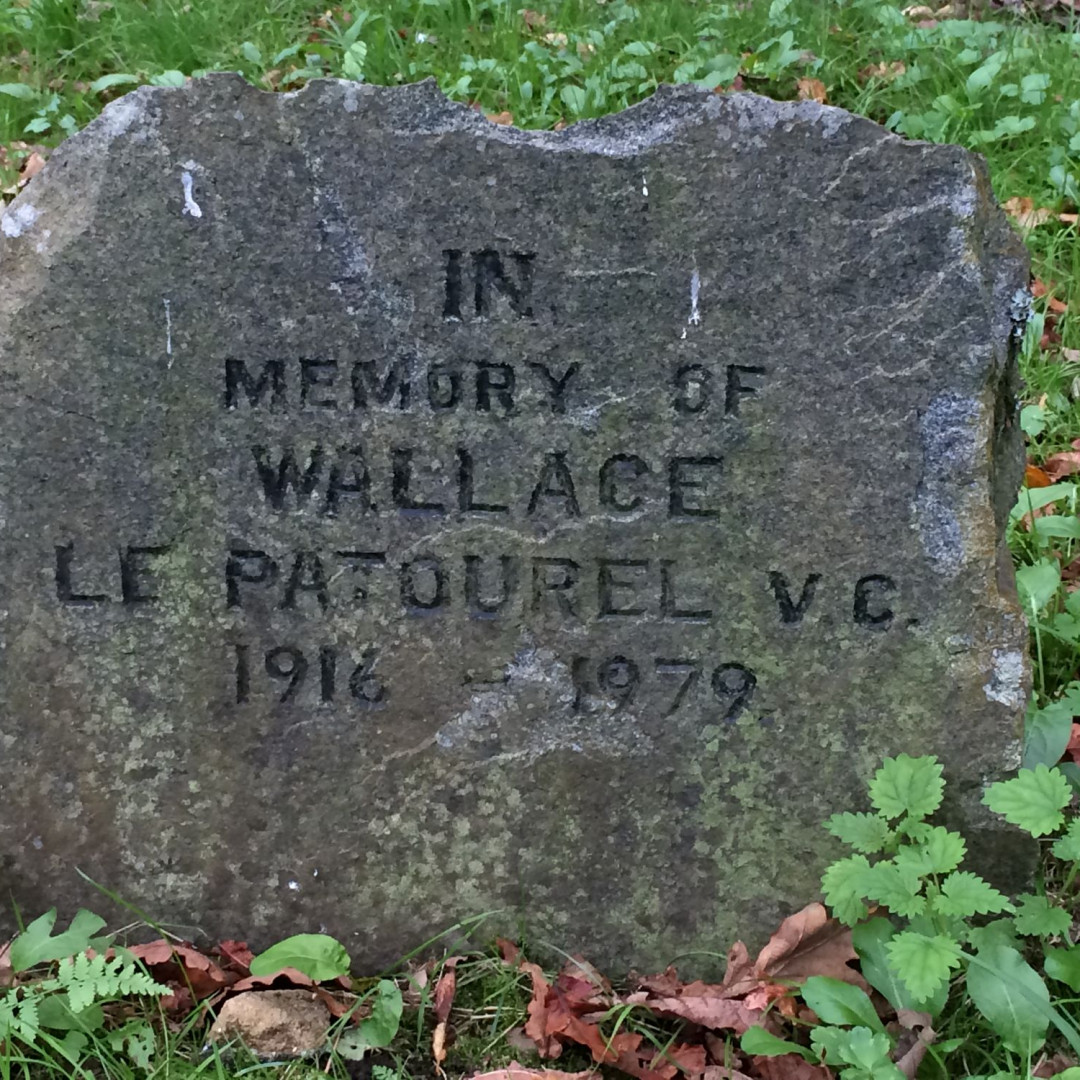 IN
MEMORY OF
WALLACE
LE PATOUREL V.C.
1916 - 1979